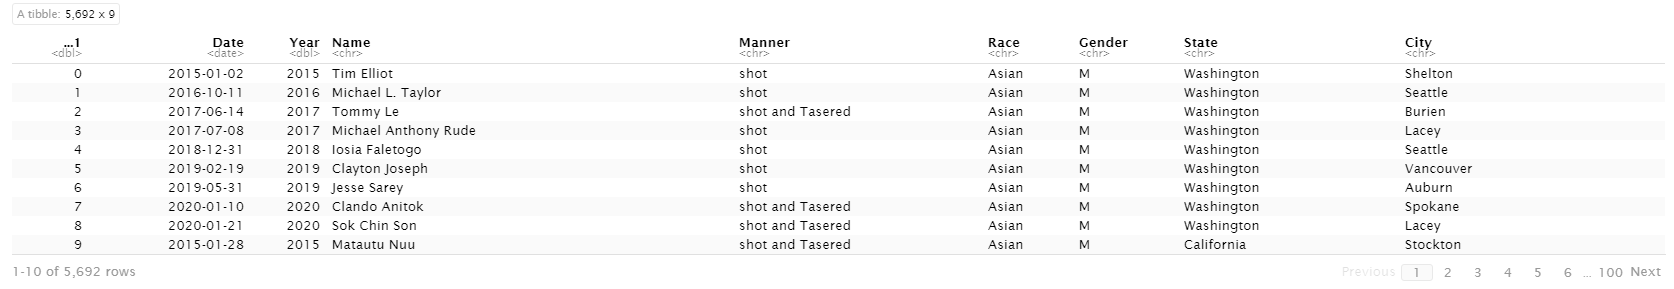 A tibble: 5,692 x 9
...1 Date Year Name Manner Race Gender State City
<dbl> <date> <dbl> <chr> <chr> <chr> <chr> <chr> <chr>
0 2015-01-02 2015 Tim Elliot shot Asian M Washington Shelton
1 2016-10-11 2016 Michael L. Taylor shot Asian M Washington Seattle
2 2017-06-14 2017 Tommy Le shot and Tasered Asian M Washington Burien
3 2017-07-08 2017 Michael Anthony Rude shot Asian M Washington Lacey
4 2018-12-31 2018 Iosia Faletogo shot Asian M Washington Seattle
5 2019-02-19 2019 Clayton Joseph shot Asian M Washington Vancouver
6 2019-05-31 2019 Jesse Sarey shot Asian M Washington Auburn
7 2020-01-10 2020 Clando Anitok shot and Tasered Asian M Washington Spokane
8 2020-01-21 2020 Sok Chin Son shot and Tasered Asian M Washington Lacey
9 2015-01-28 2015 Matautu Nuu shot and Tasered Asian M California Stockton
1-10 of 5,692 rows Previous 1 2 3 4 5 6 ... 100 Next